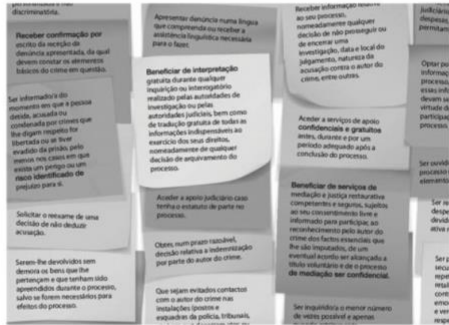 discriminatória.
Receber confirmação por
escrito da receção de
denúncia apresentada, da qual
devem constar os elementos
básicos do crime em questão.
Ser informado/a do
momento em que a pessoa
detida, acusada ou
condenada por crimes que
lhe digam respeito for
libertada ou se tiver
evadido da prisão, pelo
menos nos casos em que
exista um perigo ou um
risco identificado de
prejuízo para si.
Solicitar o reexame de uma
decisão de não deduzir
acusação.
Serem-lhe devolvidos sem
demora os bens que lhe
pertençam e que tenham sido
apreendidos durante o processo,
salvo se forem necessários para
efeitos do processo.
Apresentar denúncia numa língua
que compreenda ou receber a
assistência linguística necessária
para o fazer.
Beneficiar de interpretação
gratuita durante qualquer
inquirição ou interrogatório
realizado pelas autoridades de
investigação ou pelas
autoridades judiciais, bem como
de tradução gratuita de todas as
informações indispensáveis ao
exercício dos seus direitos,
nomeadamente de qualquer
decisão de arquivamento do
processo.
Aceder a apoio judiciário caso
tenha o estatuto de parte no
processo.
Obter, num prazo razoável,
decisão relativa a indemnização
por parte do autor do crime.
Que sejam evitados contactos
com o autor do crime nas
instalações (postos e
esquadras da polícia, tribunais,
Receber informação relativa
ao seu processo,
nomeadamente qualquer
decisão de não prosseguir ou
de encerrar uma
investigação, data e local do
julgamento, natureza da
acusação contra o autor do
crime, entre outros.
Aceder a serviços de apoio
confidenciais e gratuitos
antes, durante e por um
período adequado após a
conclusão do processo.
Beneficiar de serviços de
mediação e justiça restaurativa
competentes e seguros, sujeitos
ao seu consentimento livre e
informado para participar, ao
reconhecimento pelo autor do
crime dos factos essenciais que
lhe são imputados, de um
eventual acordo ser alcançado a
título voluntário e de o processo
de mediação ser confidencial.
Ser inquirido/a o menor número
de vezes possível e apenas